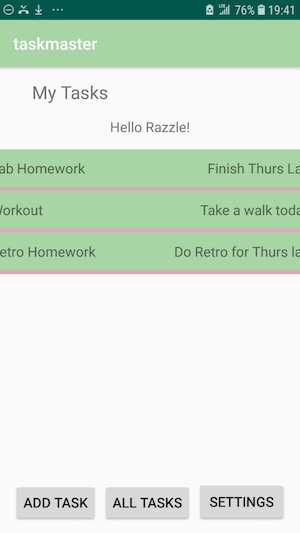 76% 19:41
taskmaster
My Tasks
Hello Razzle!
ab Homework Finish Thurs La
Workout Take a walk toda
etro Homework Do Retro for Thurs la
ADD TASK ALL TASKS SETTINGS